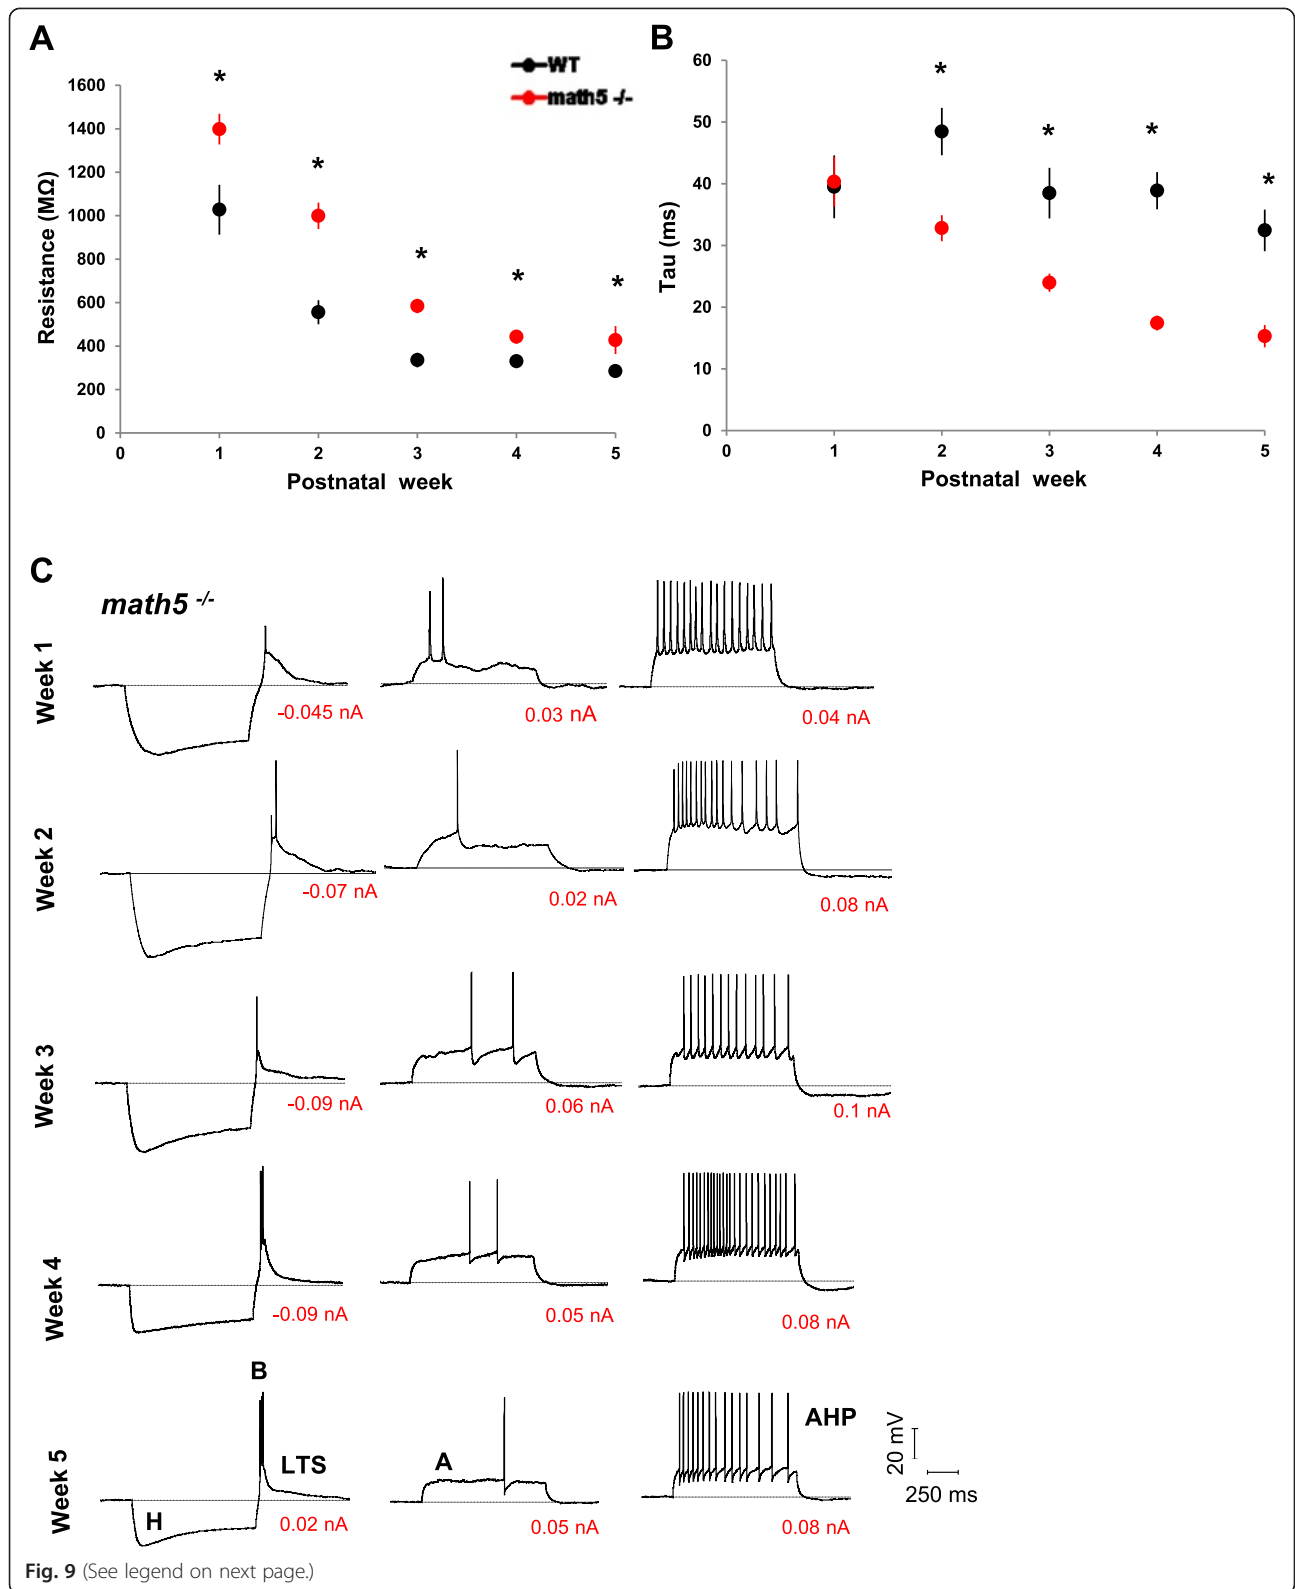 A
WT
math5 -/-
1600
1400
1200
1000
800
600
400
200
0
Resistance (MΩ)
* * * * *
0 1 2 3 4 5
Postnatal week
B
60
50
40
30
20
10
0
Tau (ms)
* * * *
0 1 2 3 4 5
Postnatal week
C
math5 -/-
Week 1
-0.045 nA
0.03 nA
0.04 nA
Week 2
-0.07 nA
0.02 nA
0.08 nA
Week 3
-0.09 nA
0.06 nA
0.1 nA
Week 4
-0.09 nA
0.05 nA
0.08 nA
Week 5
B
LTS
H
0.02 nA
A
0.05 nA
AHP
0.08 nA
20 mV
250 ms
Fig. 9 (See legend on next page.)